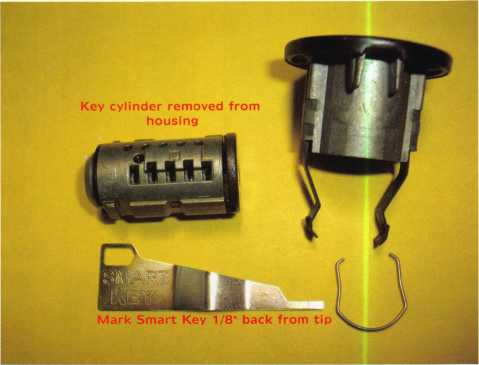 Key cylinder removed from
housing
SMART
KEY
Mark Smart Key 1/8" back from tip